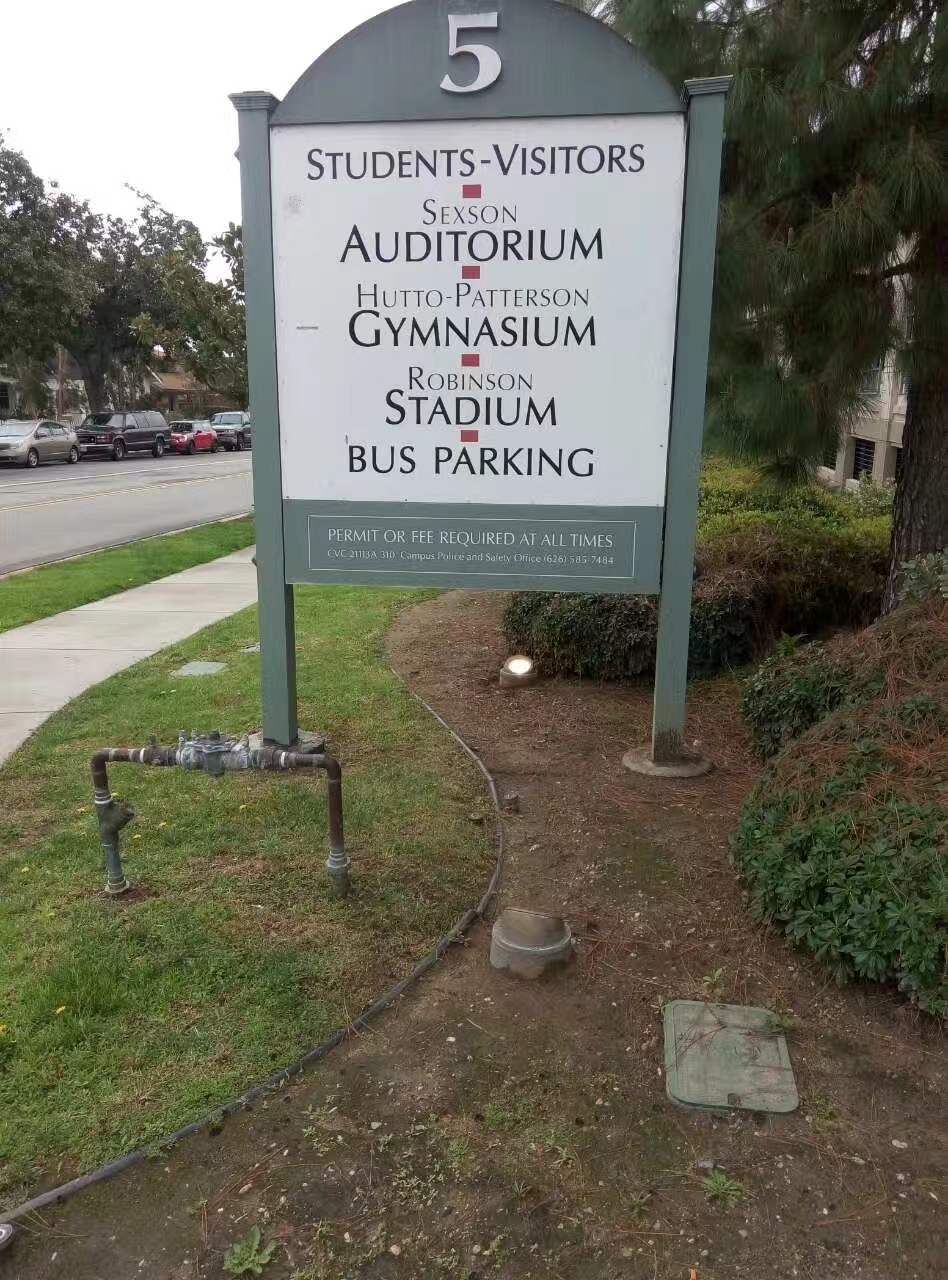 5
STUDENTS-VISITORS
SEXSON
AUDITORIUM
HUTTO-PATTERSON
GYMNASIUM
ROBINSON
STADIUM
BUS PARKING
PERMIT OR FEE REQUIRED AT ALL TIMES
CVC 21113A 310 Campus Police and Safety Office (626) 585-7484